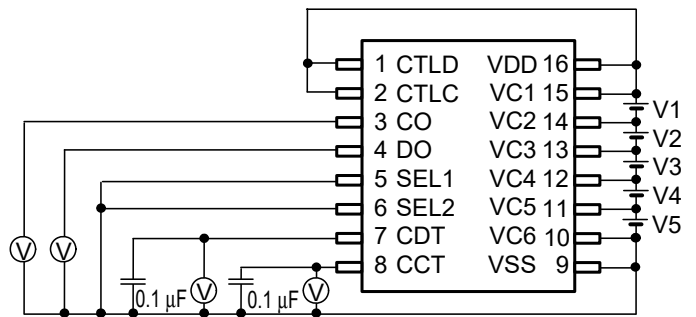 1 CTLD VDD 16
2 CTLC VC1 15
3 CO VC2 14
4 DO VC3 13
5 SEL1 VC4 12
6 SEL2 VC5 11
7 CDT VC6 10
8 CCT VSS 9
V1
V2
V3
V4
V5
V
V
V
V
0.1 μF
0.1 μF